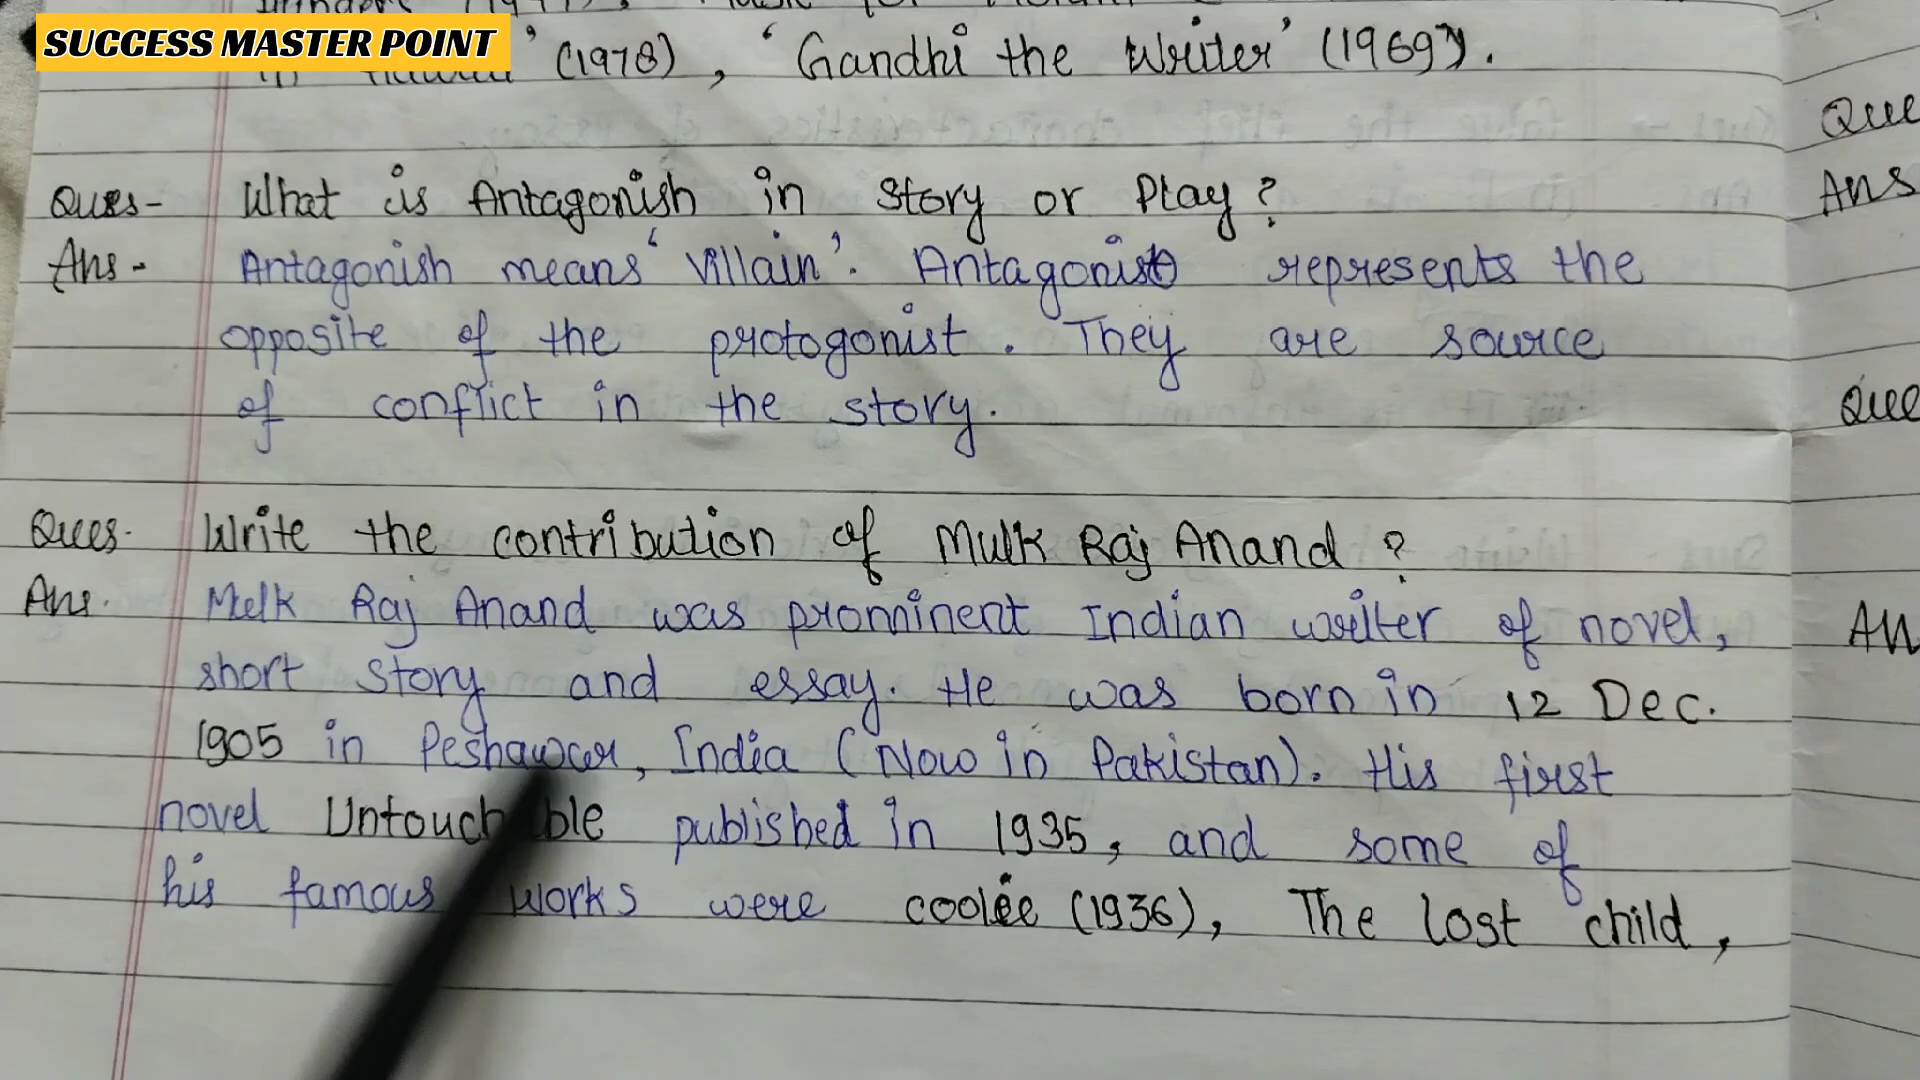 SUCCESS MASTER POINT
' (1978), 'Gandhi the Writer' (1969).
Ques- What is Antagonish in Story or Play?
Ans- Antagonish means 'Villain'. Antagonist represents the
opposite of the protogonist. They are source
of conflict in the story.
Ques. Write the contribution of Mulk Raj Anand?
Ans. Mulk Raj Anand was prominent Indian writer of novel,
short story and essay. He was born in 12 Dec.
1905 in Peshawar, India (Now in Pakistan). His first
novel Untouchable published in 1935, and some of
his famous works were coolie (1936), The lost child,
Que
Ans
Que
An